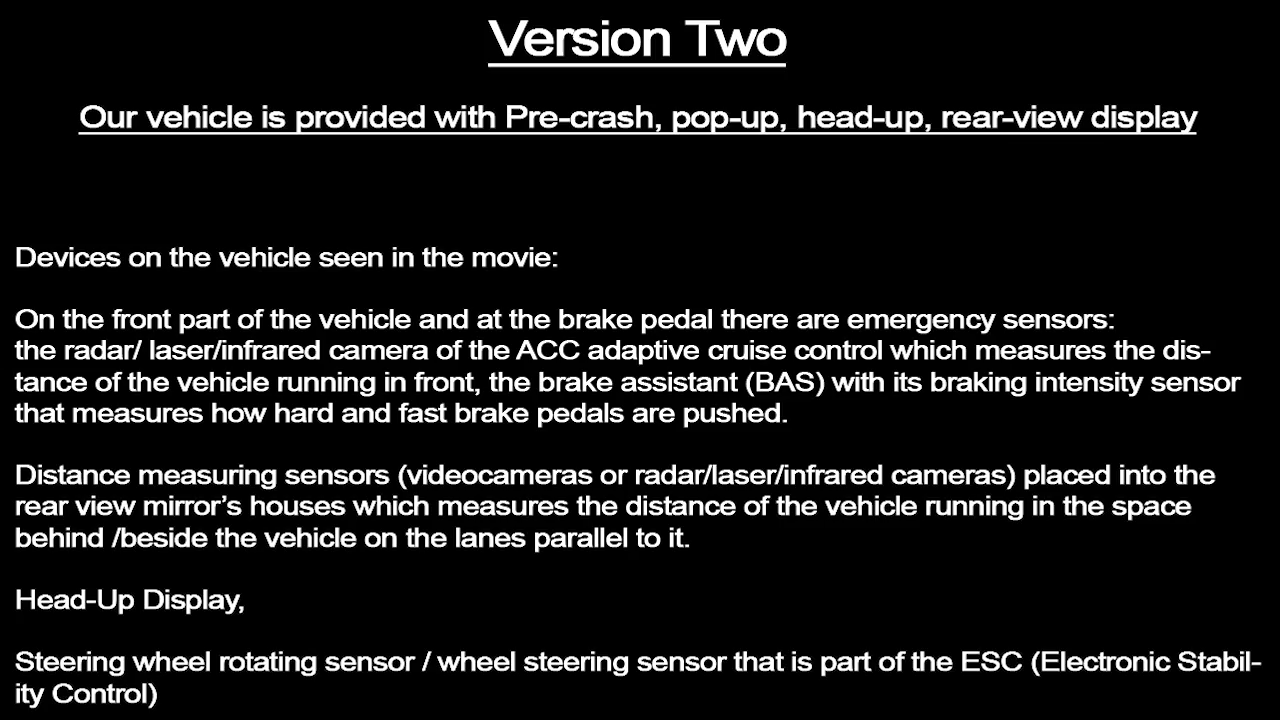 Version Two
Our vehicle is provided with Pre-crash, pop-up, head-up, rear-view display
Devices on the vehicle seen in the movie:
On the front part of the vehicle and at the brake pedal there are emergency sensors:
the radar/ laser/infrared camera of the ACC adaptive cruise control which measures the dis-
tance of the vehicle running in front, the brake assistant (BAS) with its braking intensity sensor
that measures how hard and fast brake pedals are pushed.
Distance measuring sensors (videocameras or radar/laser/infrared cameras) placed into the
rear view mirror’s houses which measures the distance of the vehicle running in the space
behind /beside the vehicle on the lanes parallel to it.
Head-Up Display,
Steering wheel rotating sensor / wheel steering sensor that is part of the ESC (Electronic Stabil-
ity Control)